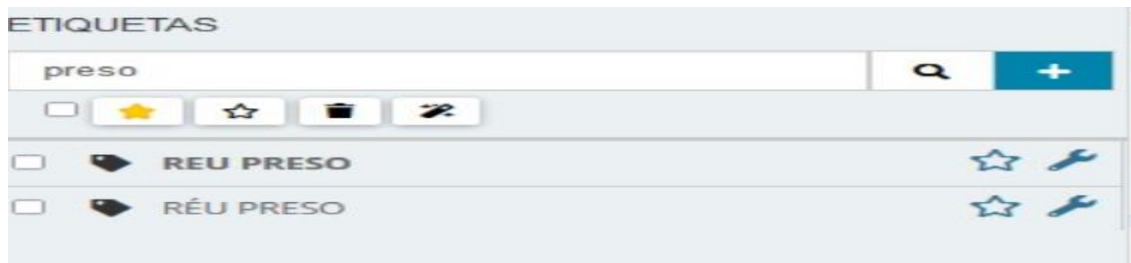 ETIQUETAS
preso
REU PRESO
RÉU PRESO